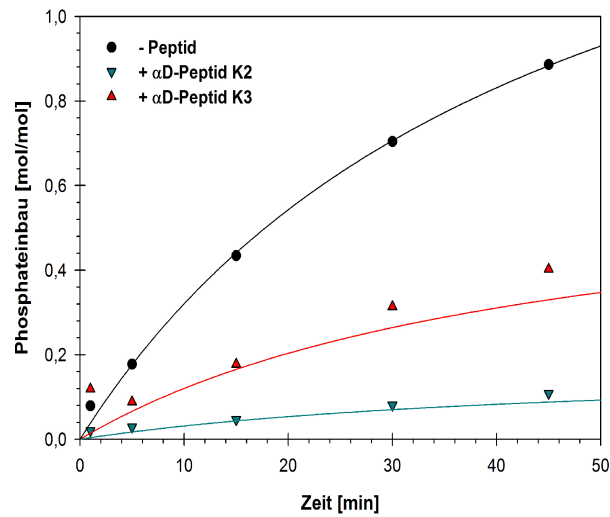 1,0
0,8
0,6
0,4
0,2
0,0
Phosphateinbau [mol/mol]
- Peptid
+ αD-Peptid K2
+ αD-Peptid K3
0 10 20 30 40 50
Zeit [min]